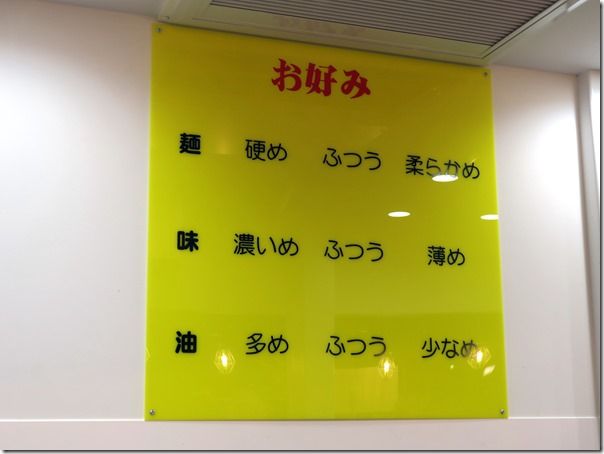 お好み
麺 硬め ふつう 柔らかめ
味 濃いめ ふつう 薄め
油 多め ふつう 少なめ